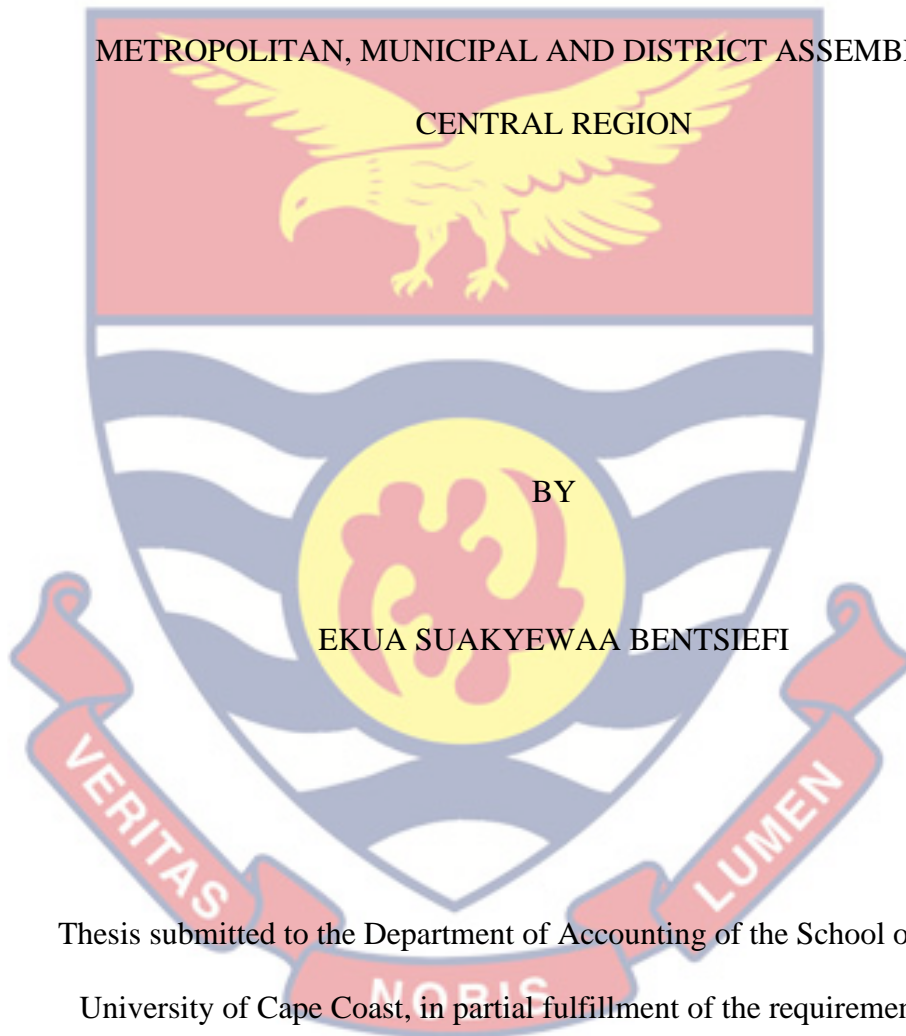 METROPOLITAN, MUNICIPAL AND DISTRICT ASSEMB
CENTRAL REGION
BY
EKUA SUAKYEWAA BENTSIEFI
VERITAS
NOBIS
LUMEN
Thesis submitted to the Department of Accounting of the School o
University of Cape Coast, in partial fulfillment of the requiremen